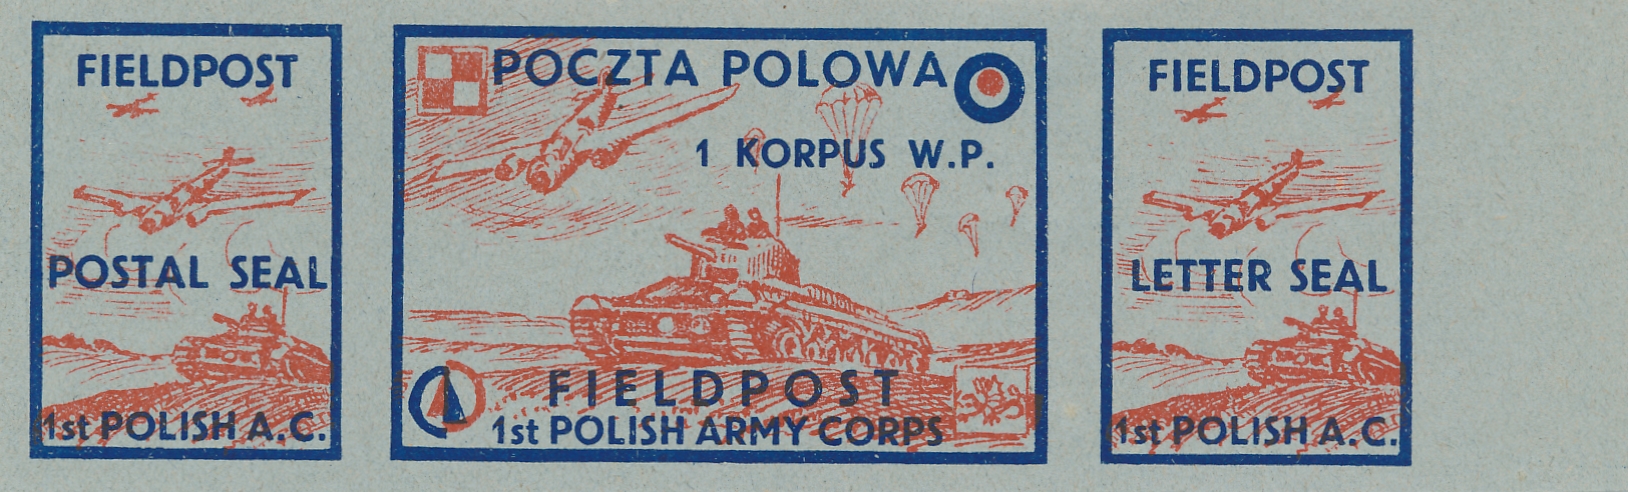 FIELDPOST
POSTAL SEAL
1st POLISH A.C.
POCZTA POLOWA
1 KORPUS W.P.
FIELDPOST
1st POLISH ARMY CORPS
FIELDPOST
LETTER SEAL
1st POLISH A.C.